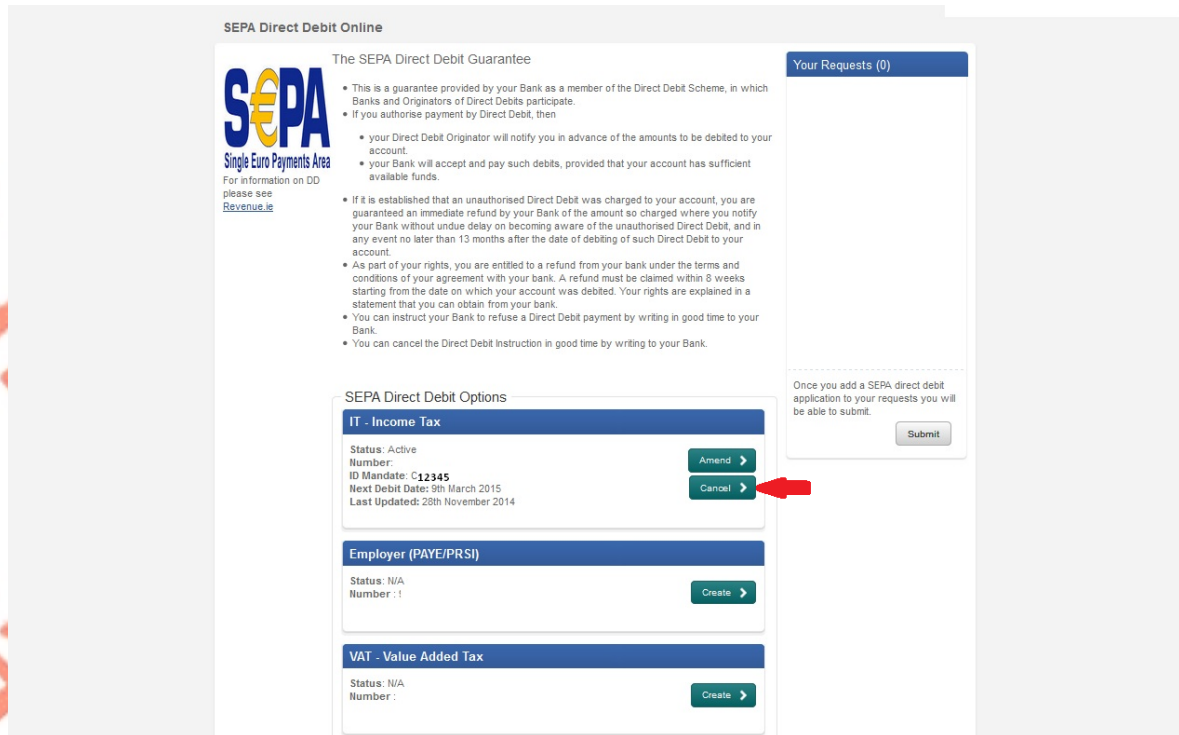 SEPA Direct Debit Online
S€PA
Single Euro Payments Area
For information on DD
please see
Revenue.ie
The SEPA Direct Debit Guarantee
• This is a guarantee provided by your Bank as a member of the Direct Debit Scheme, in which
Banks and Originators of Direct Debits participate.
• If you authorise payment by Direct Debit, then
• your Direct Debit Originator will notify you in advance of the amounts to be debited to your
account.
• your Bank will accept and pay such debits, provided that your account has sufficient
available funds.
• If it is established that an unauthorised Direct Debit was charged to your account, you are
guaranteed an immediate refund by your Bank of the amount so charged where you notify
your Bank without undue delay on becoming aware of the unauthorised Direct Debit, and in
any event no later than 13 months after the date of debiting of such Direct Debit to your
account.
• As part of your rights, you are entitled to a refund from your bank under the terms and
conditions of your agreement with your bank. A refund must be claimed within 8 weeks
starting from the date on which your account was debited. Your rights are explained in a
statement that you can obtain from your bank.
• You can instruct your Bank to refuse a Direct Debit payment by writing in good time to your
Bank.
• You can cancel the Direct Debit Instruction in good time by writing to your Bank.
Your Requests (0)
Once you add a SEPA direct debit
application to your requests you will
be able to submit.
Submit
SEPA Direct Debit Options
IT - Income Tax
Status: Active
Number:
ID Mandate: C12345
Next Debit Date: 9th March 2015
Last Updated: 28th November 2014
Amend
Cancel
Employer (PAYE/PRSI)
Status: N/A
Number :
Create
VAT - Value Added Tax
Status: N/A
Number :
Create